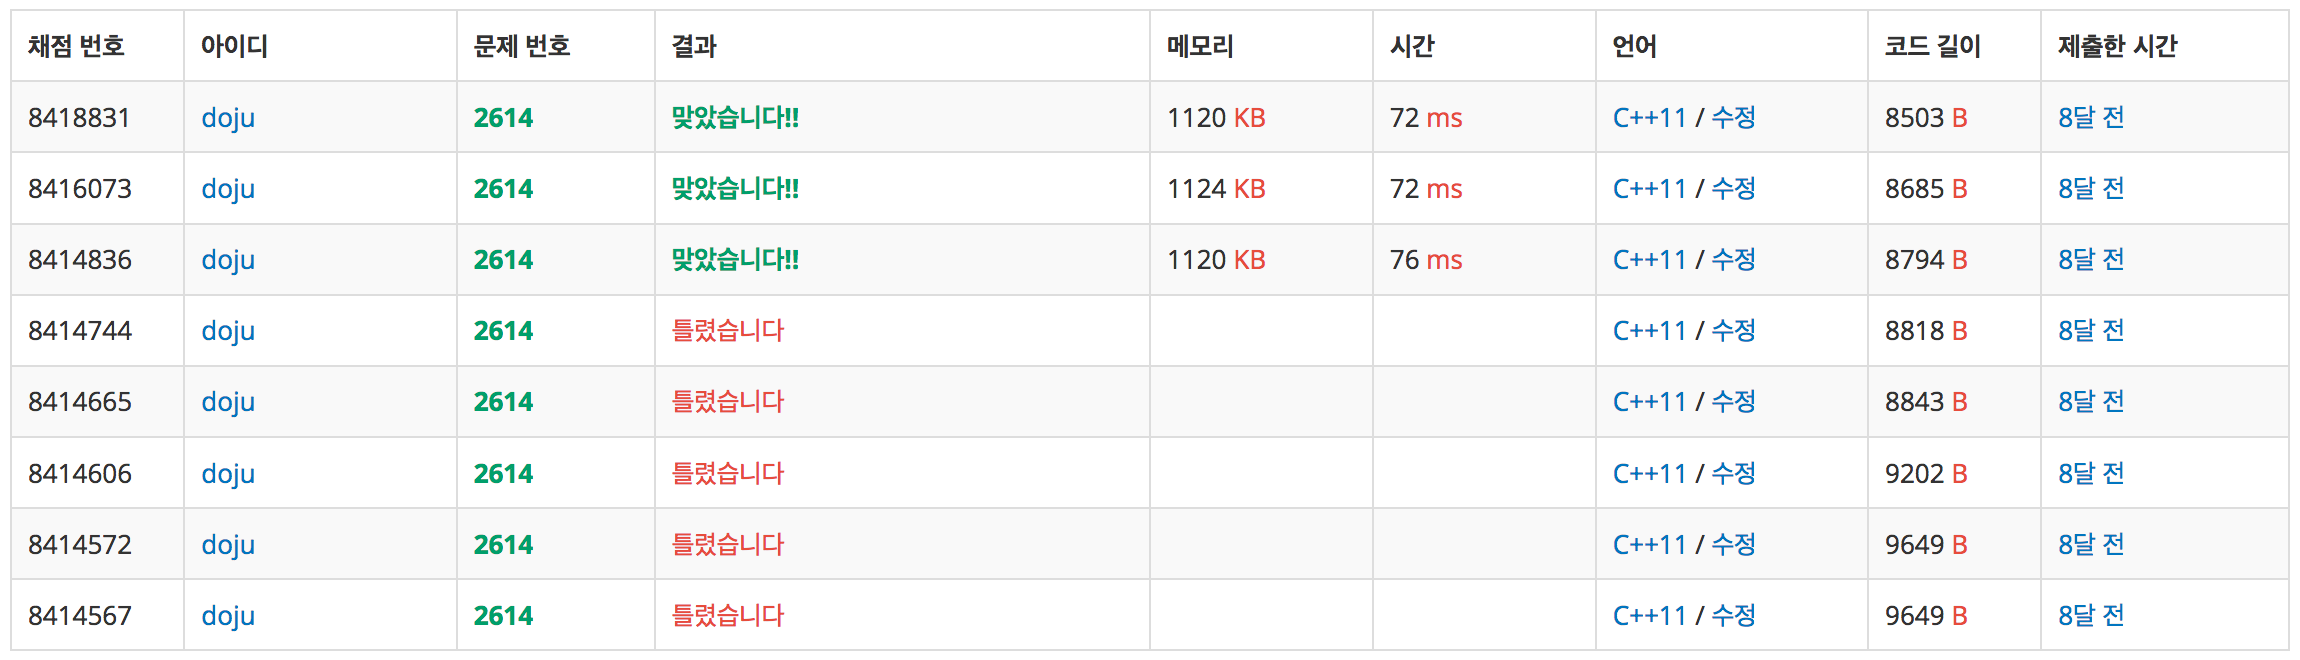 채점 번호 아이디 문제 번호 결과 메모리 시간 언어 코드 길이 제출한 시간
8418831 doju 2614 맞았습니다!! 1120 KB 72 ms C++11 / 수정 8503 B 8달 전
8416073 doju 2614 맞았습니다!! 1124 KB 72 ms C++11 / 수정 8685 B 8달 전
8414836 doju 2614 맞았습니다!! 1120 KB 76 ms C++11 / 수정 8794 B 8달 전
8414744 doju 2614 틀렸습니다 C++11 / 수정 8818 B 8달 전
8414665 doju 2614 틀렸습니다 C++11 / 수정 8843 B 8달 전
8414606 doju 2614 틀렸습니다 C++11 / 수정 9202 B 8달 전
8414572 doju 2614 틀렸습니다 C++11 / 수정 9649 B 8달 전
8414567 doju 2614 틀렸습니다 C++11 / 수정 9649 B 8달 전